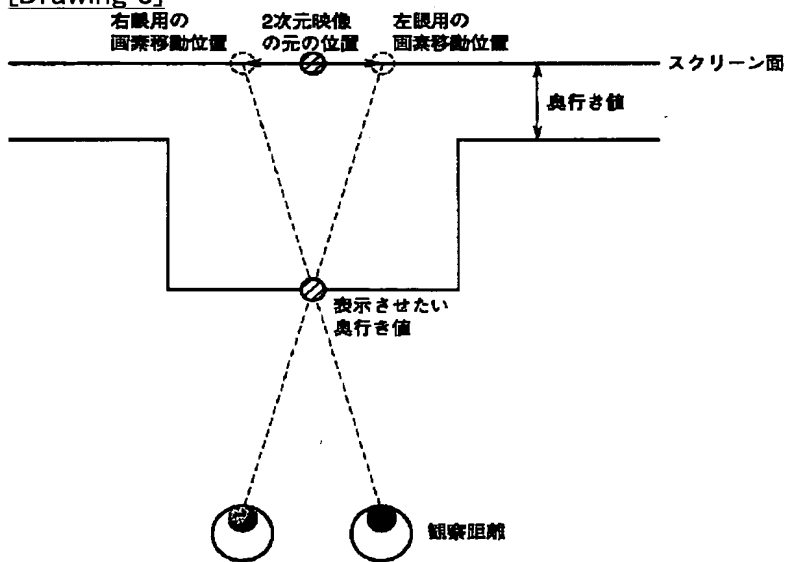 [Drawing 6]
右眼用の
画素移動位置
2次元映像
の元の位置
左眼用の
画素移動位置
スクリーン面
奥行き値
表示させたい
奥行き値
観察距離